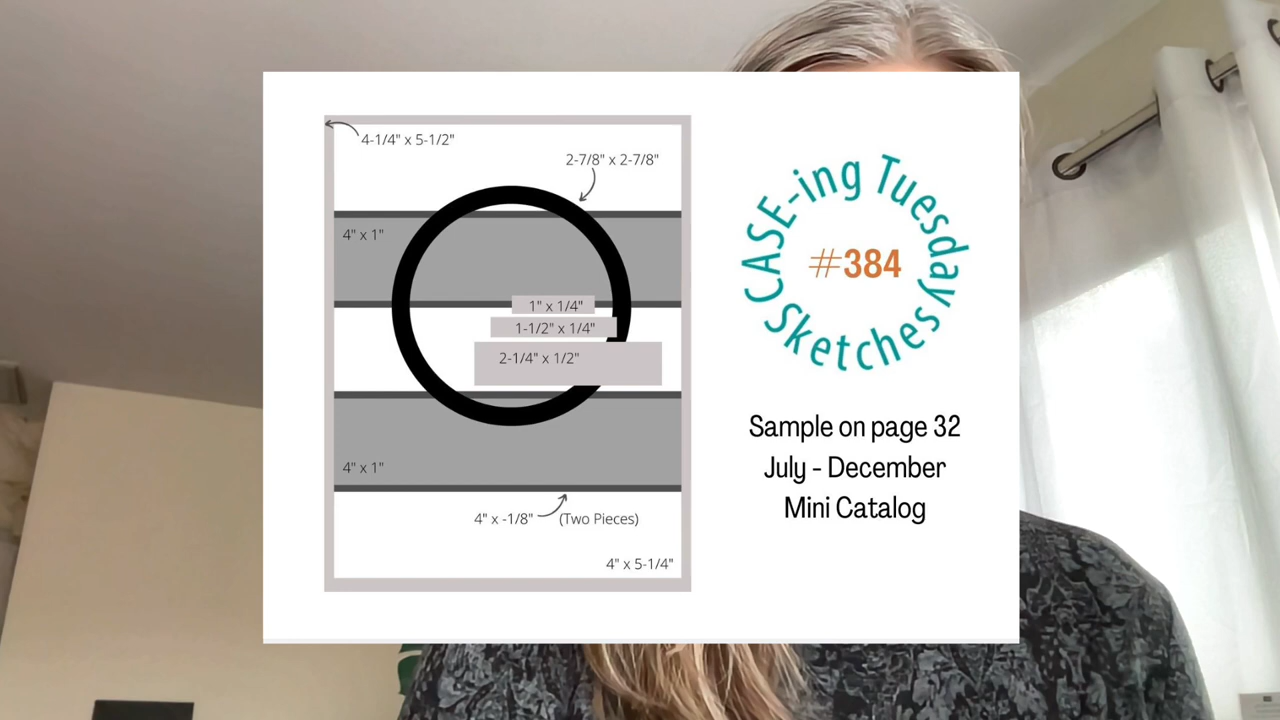 4-1/4" x 5-1/2"
2-7/8" x 2-7/8"
4" x 1"
1" x 1/4"
1-1/2" x 1/4"
2-1/4" x 1/2"
4" x 1"
4" x -1/8" (Two Pieces)
4" x 5-1/4"
CASE-ing Tuesday Sketches
#384
Sample on page 32
July - December
Mini Catalog